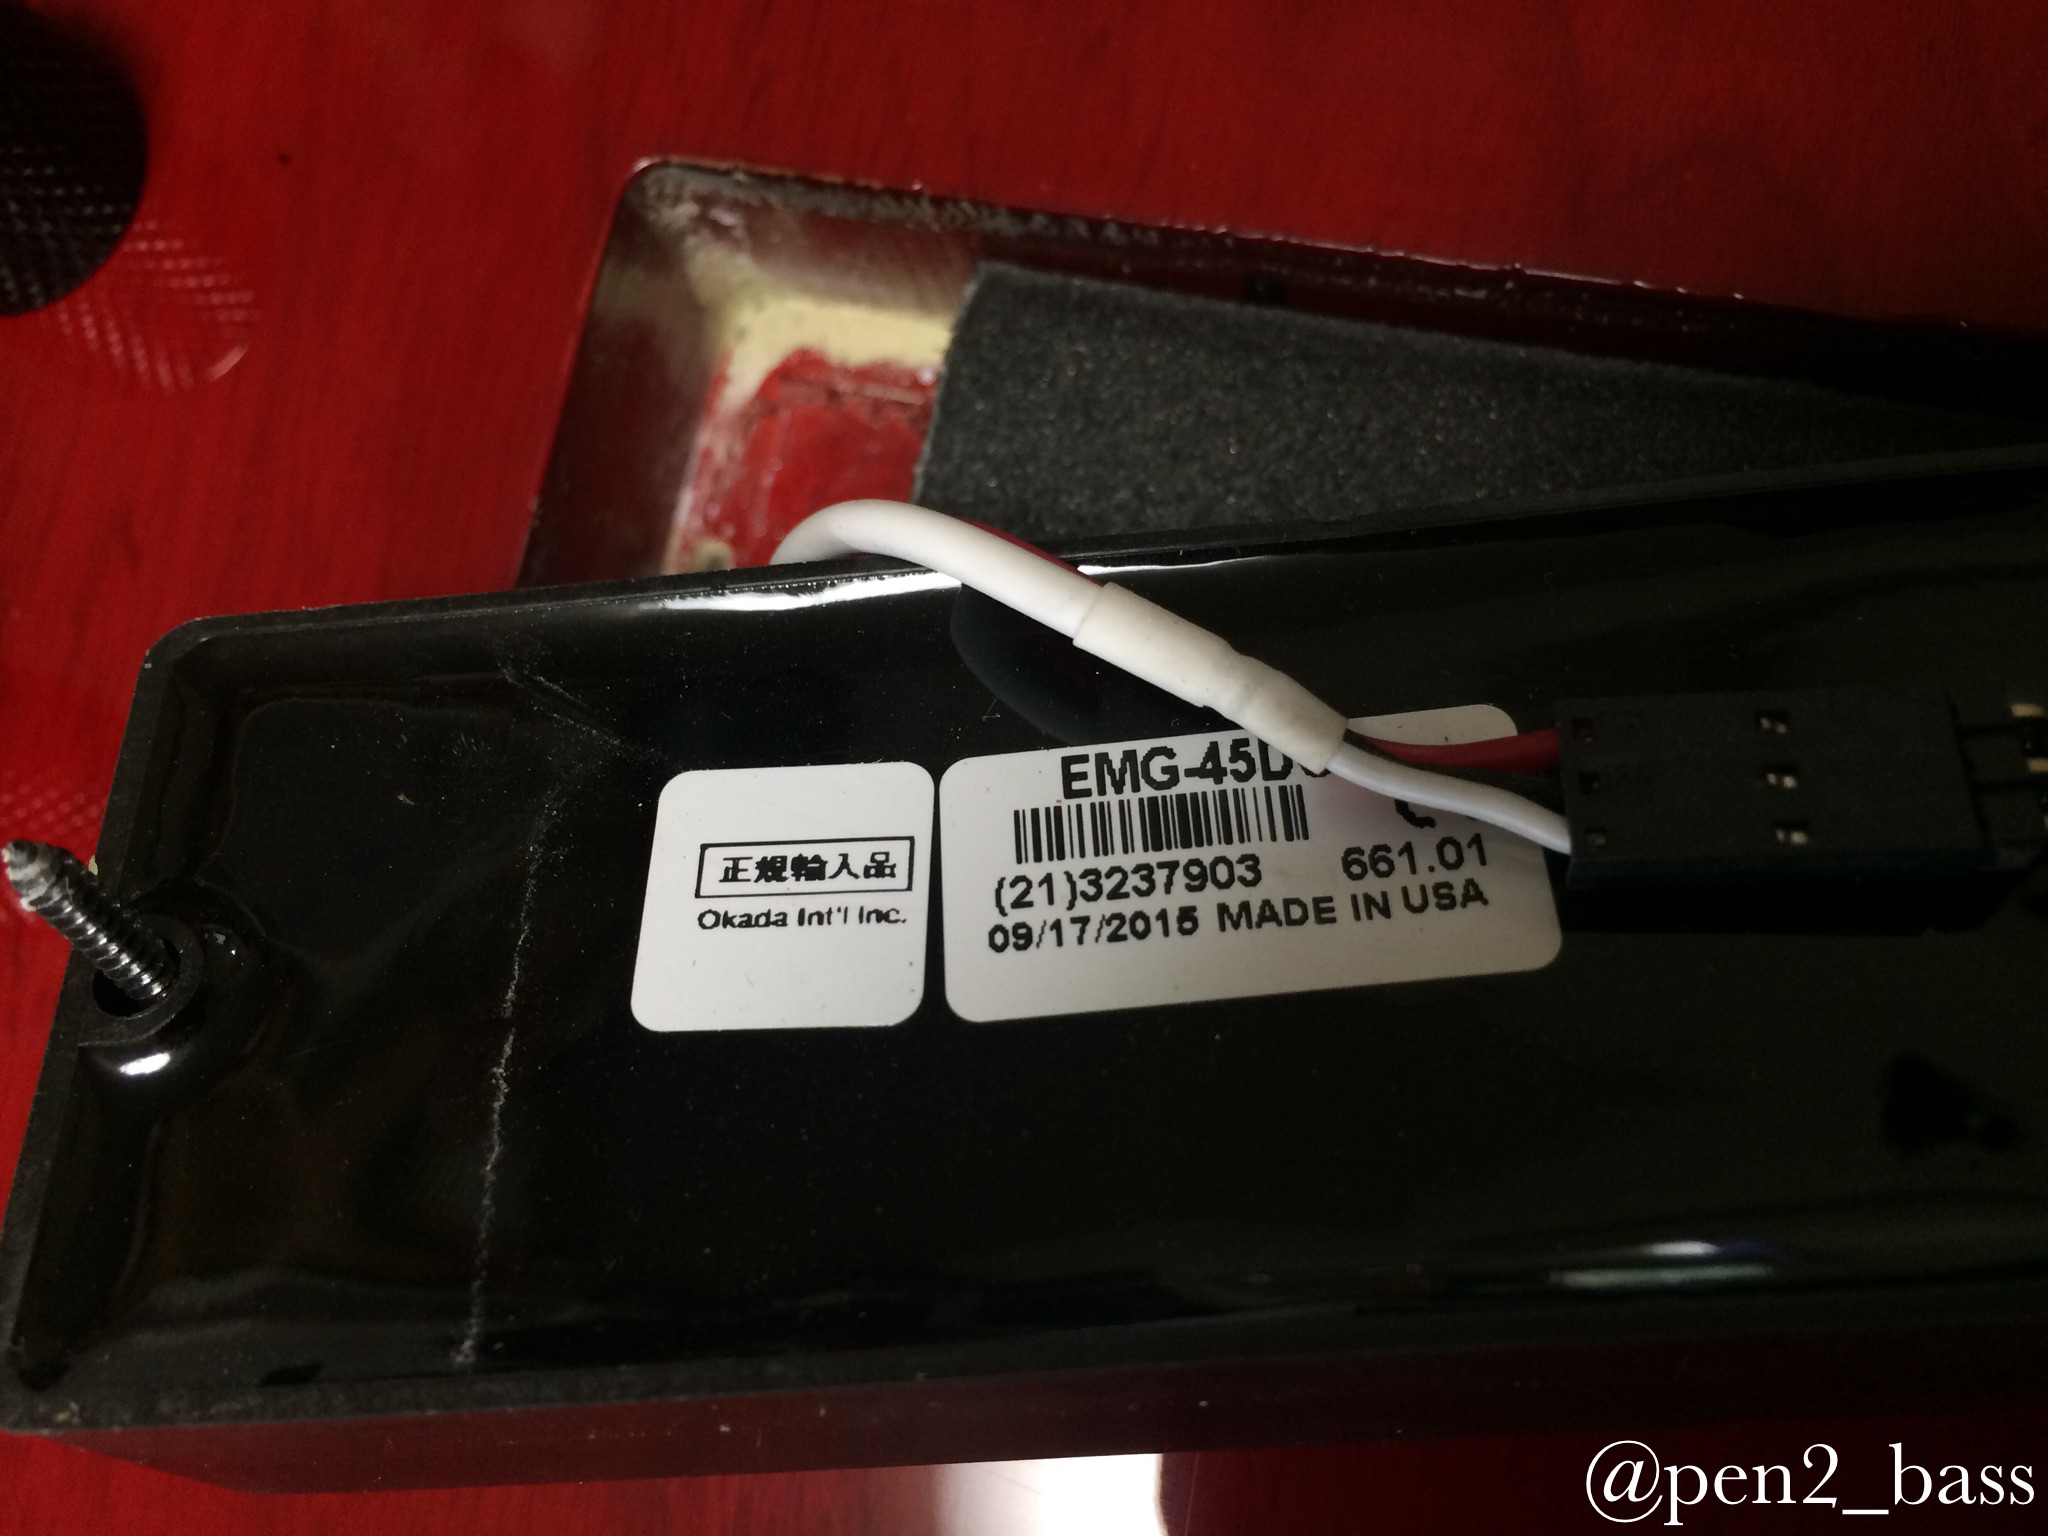 正規輸入品
Okada Int'l Inc.
(21)3237903 661.01
09/17/2015 MADE IN USA
@pen2_bass